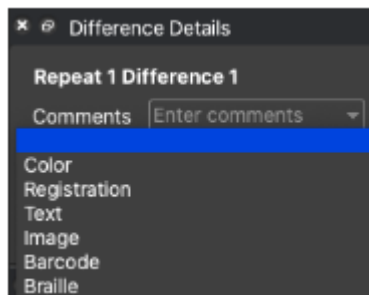 Difference Details
Repeat 1 Difference 1
Comments Enter comments
Color
Registration
Text
Image
Barcode
Braille